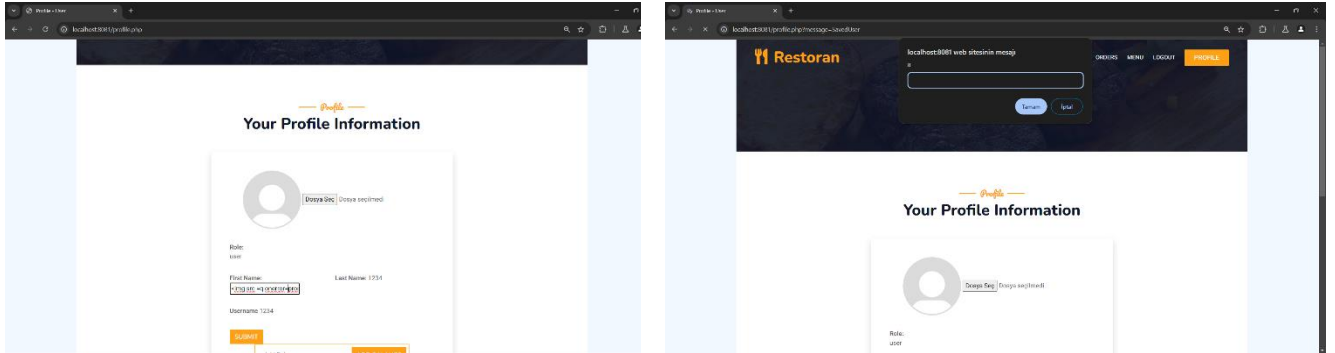 Profile - User
localhost:8081/profile.php
Profile
Your Profile Information
Dosya Seç Dosya seçilmedi
Role:
user
First Name:
Last Name: 1234
Username 1234
SUBMIT
Profile - User
localhost:8081/profile.php?message=SavedUser
Restoran
localhost:8081 web sitesinin mesajı
Tamam
İptal
ORDERS MENU LOGOUT PROFILE
Profile
Your Profile Information
Dosya Seç Dosya seçilmedi
Role:
user